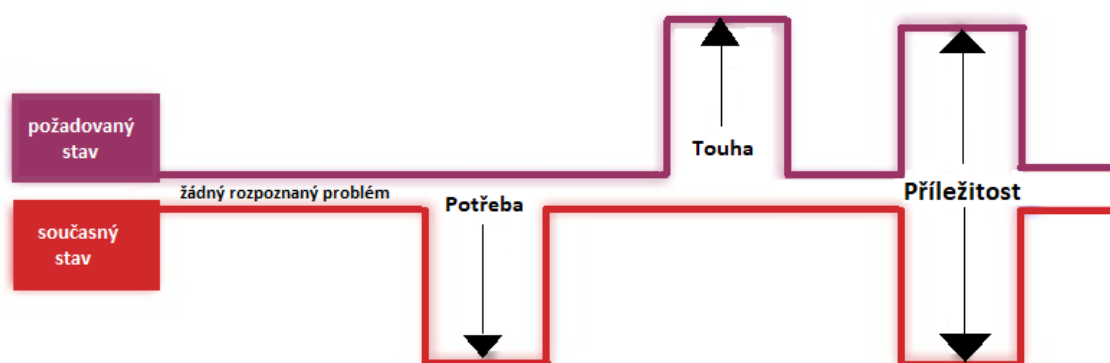 požadovaný
stav
Touha
žádný rozpoznaný problém
Potřeba
Příležitost
současný
stav